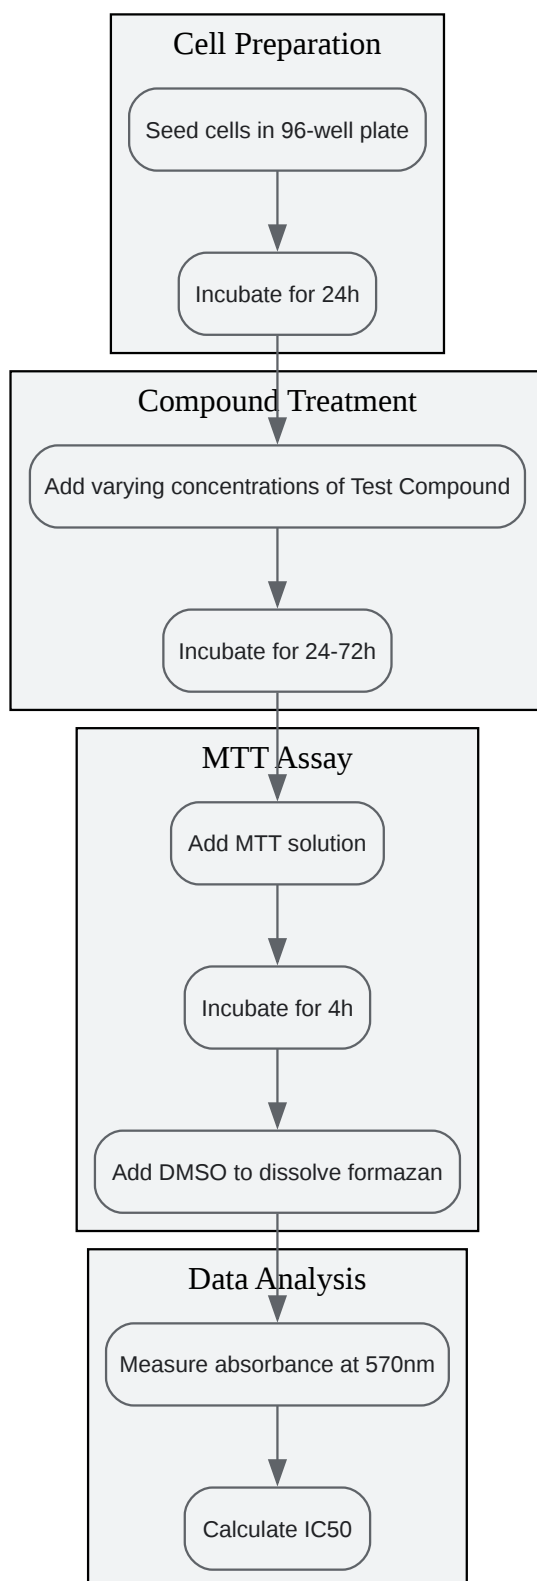 Cell Preparation
Seed cells in 96-well plate
Incubate for 24h
Compound Treatment
Add varying concentrations of Test Compound
Incubate for 24-72h
MTT Assay
Add MTT solution
Incubate for 4h
Add DMSO to dissolve formazan
Data Analysis
Measure absorbance at 570nm
Calculate IC50